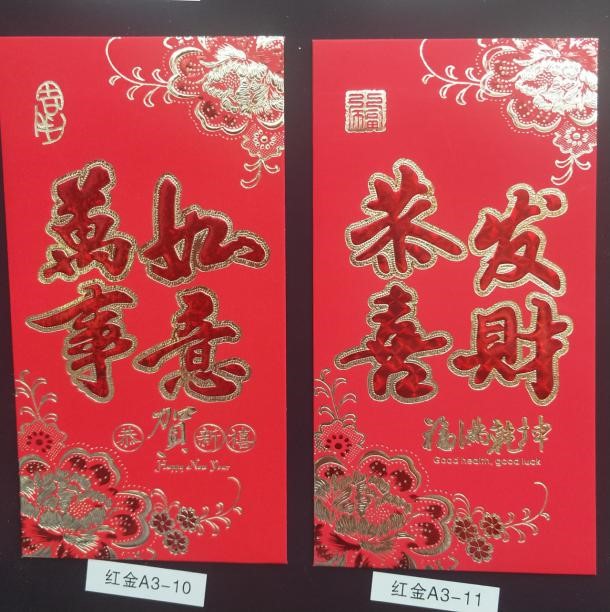 萬事
如意
恭賀新禧
Happy New Year
红金A3-10
恭喜
发財
福满乾坤
Good health, good luck
红金A3-11